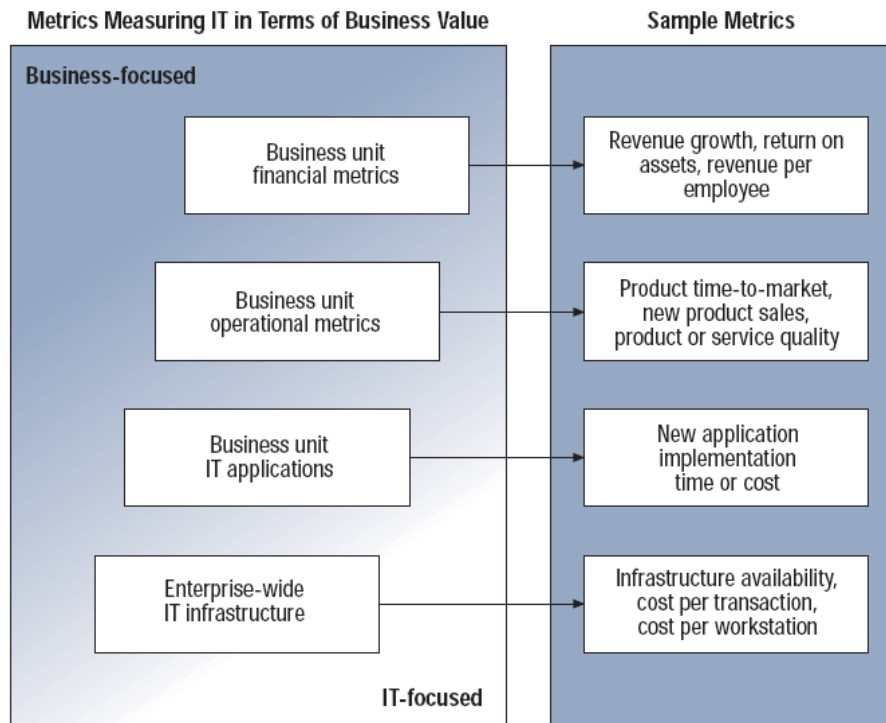 Metrics Measuring IT in Terms of Business Value
Sample Metrics
Business-focused
Business unit
financial metrics
Revenue growth, return on
assets, revenue per
employee
Business unit
operational metrics
Product time-to-market,
new product sales,
product or service quality
Business unit
IT applications
New application
implementation
time or cost
Enterprise-wide
IT infrastructure
Infrastructure availability,
cost per transaction,
cost per workstation
IT-focused